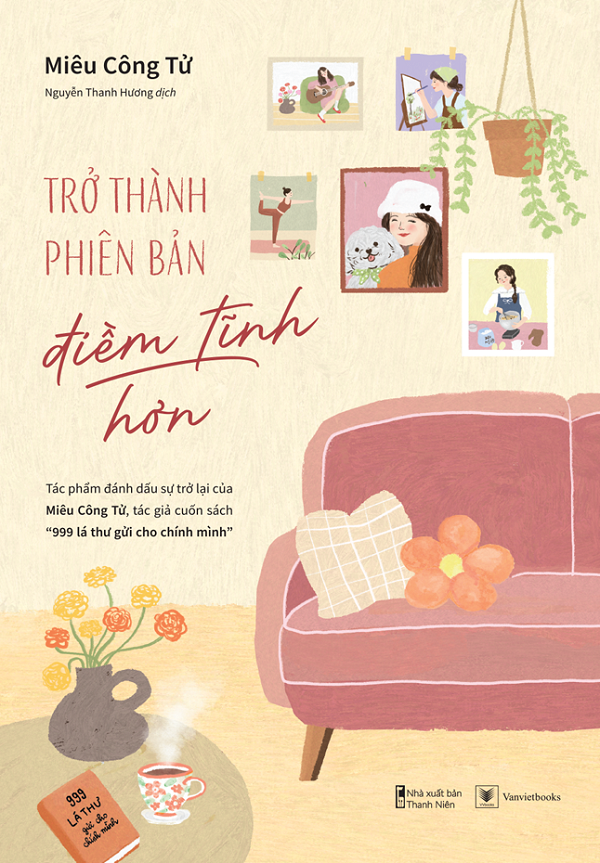 Miêu Công Tử
Nguyễn Thanh Hương dịch
TRỞ THÀNH
PHIÊN BẢN
điềm tĩnh
hơn
Tác phẩm đánh dấu sự trở lại của
Miêu Công Tử, tác giả cuốn sách
“999 lá thư gửi cho chính mình”
999
LÁ THƯ
gửi cho
chính mình
Nhà xuất bản
Thanh Niên
Vanvietbooks